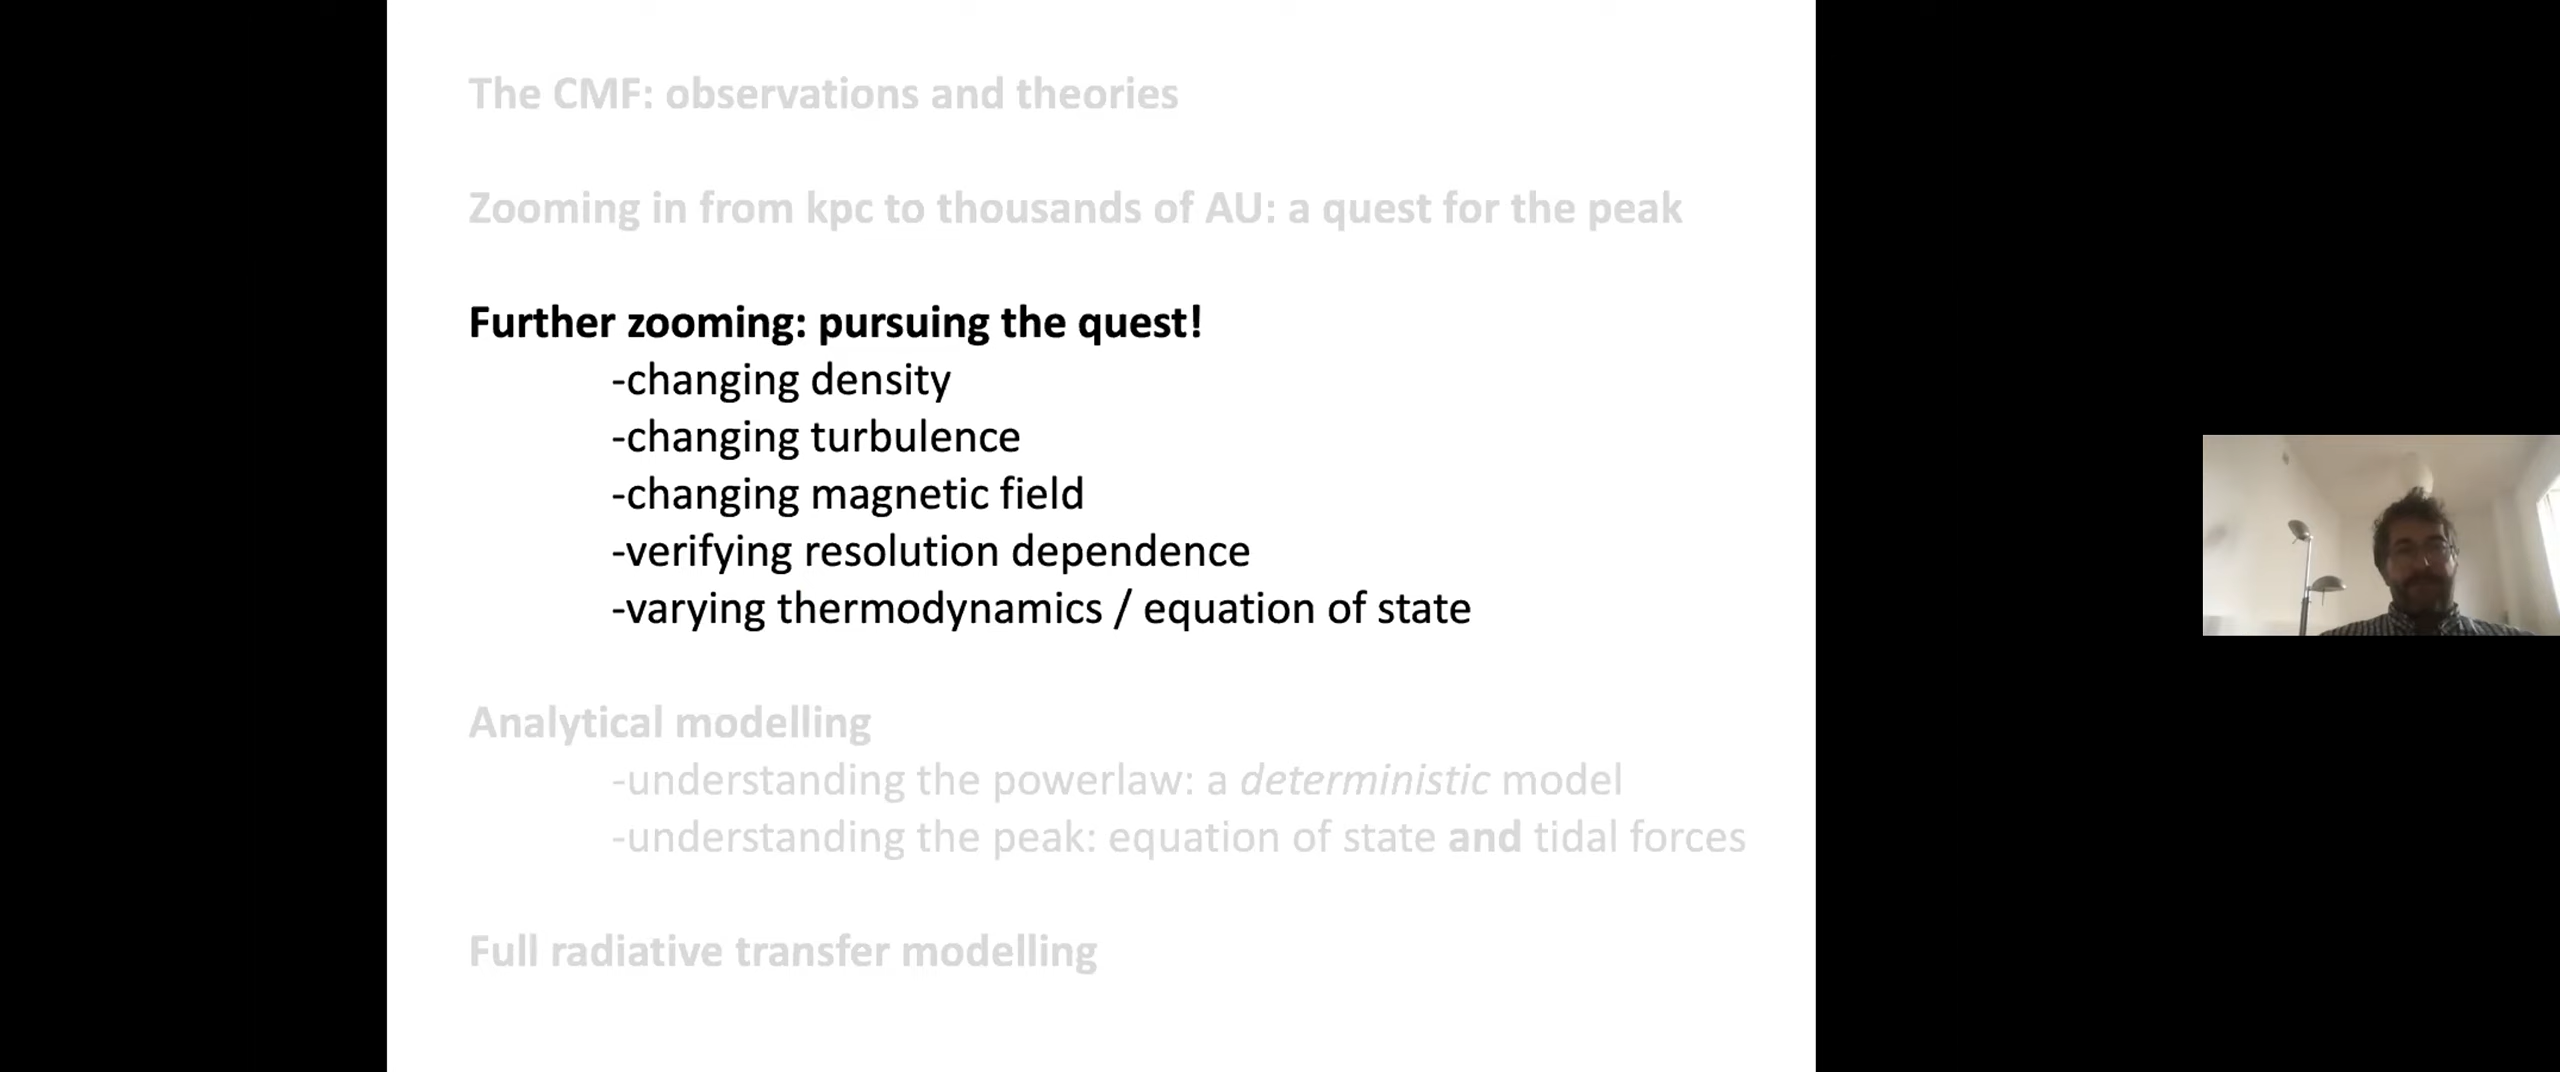 The CMF: observations and theories
Zooming in from kpc to thousands of AU: a quest for the peak
Further zooming: pursuing the quest!
-changing density
-changing turbulence
-changing magnetic field
-verifying resolution dependence
-varying thermodynamics / equation of state
Analytical modelling
-understanding the powerlaw: a deterministic model
-understanding the peak: equation of state and tidal forces
Full radiative transfer modelling